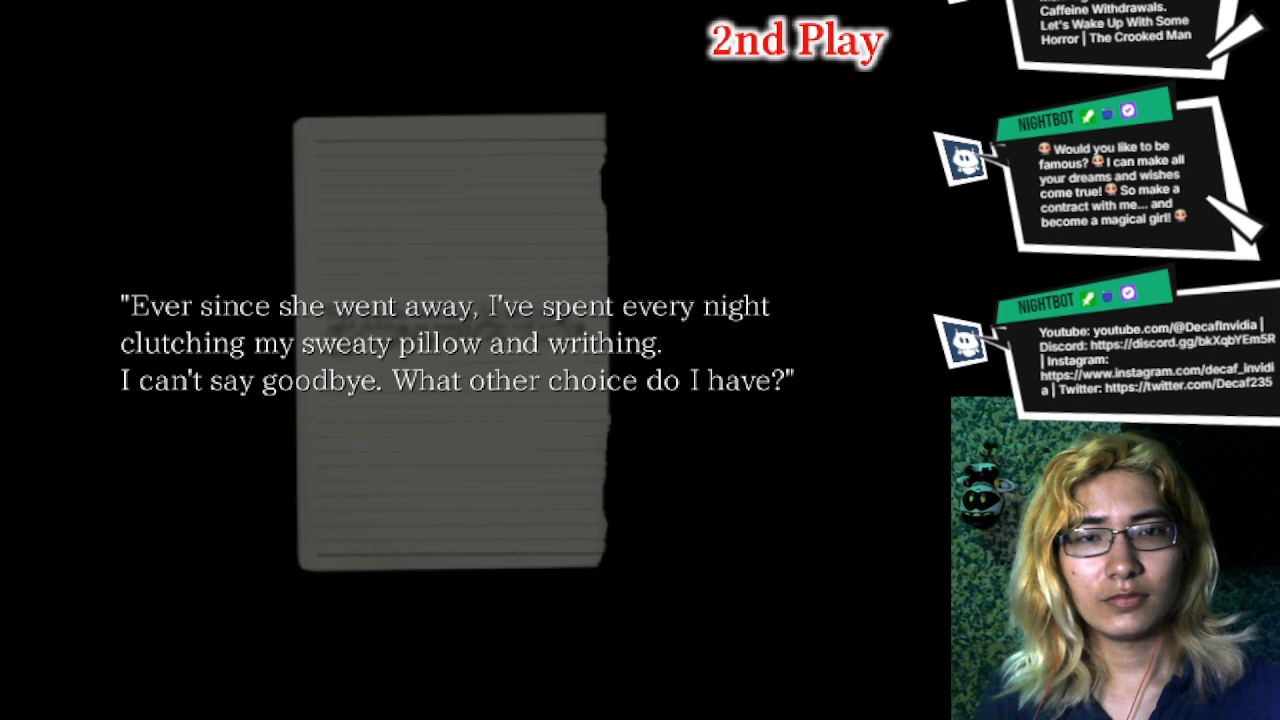 2nd Play
"Ever since she went away, I've spent every night
clutching my sweaty pillow and writhing.
I can't say goodbye. What other choice do I have?"
Caffeine Withdrawals.
Let's Wake Up With Some
Horror | The Crooked Man
NIGHTBOT
Would you like to be
famous? I can make all
your dreams and wishes
come true! So make a
contract with me... and
become a magical girl!
NIGHTBOT
Youtube: youtube.com/@DecafInvidia |
Discord: https://discord.gg/bkXqbYEm5R
| Instagram:
https://www.instagram.com/decaf_invidi
a | Twitter: https://twitter.com/Decaf235